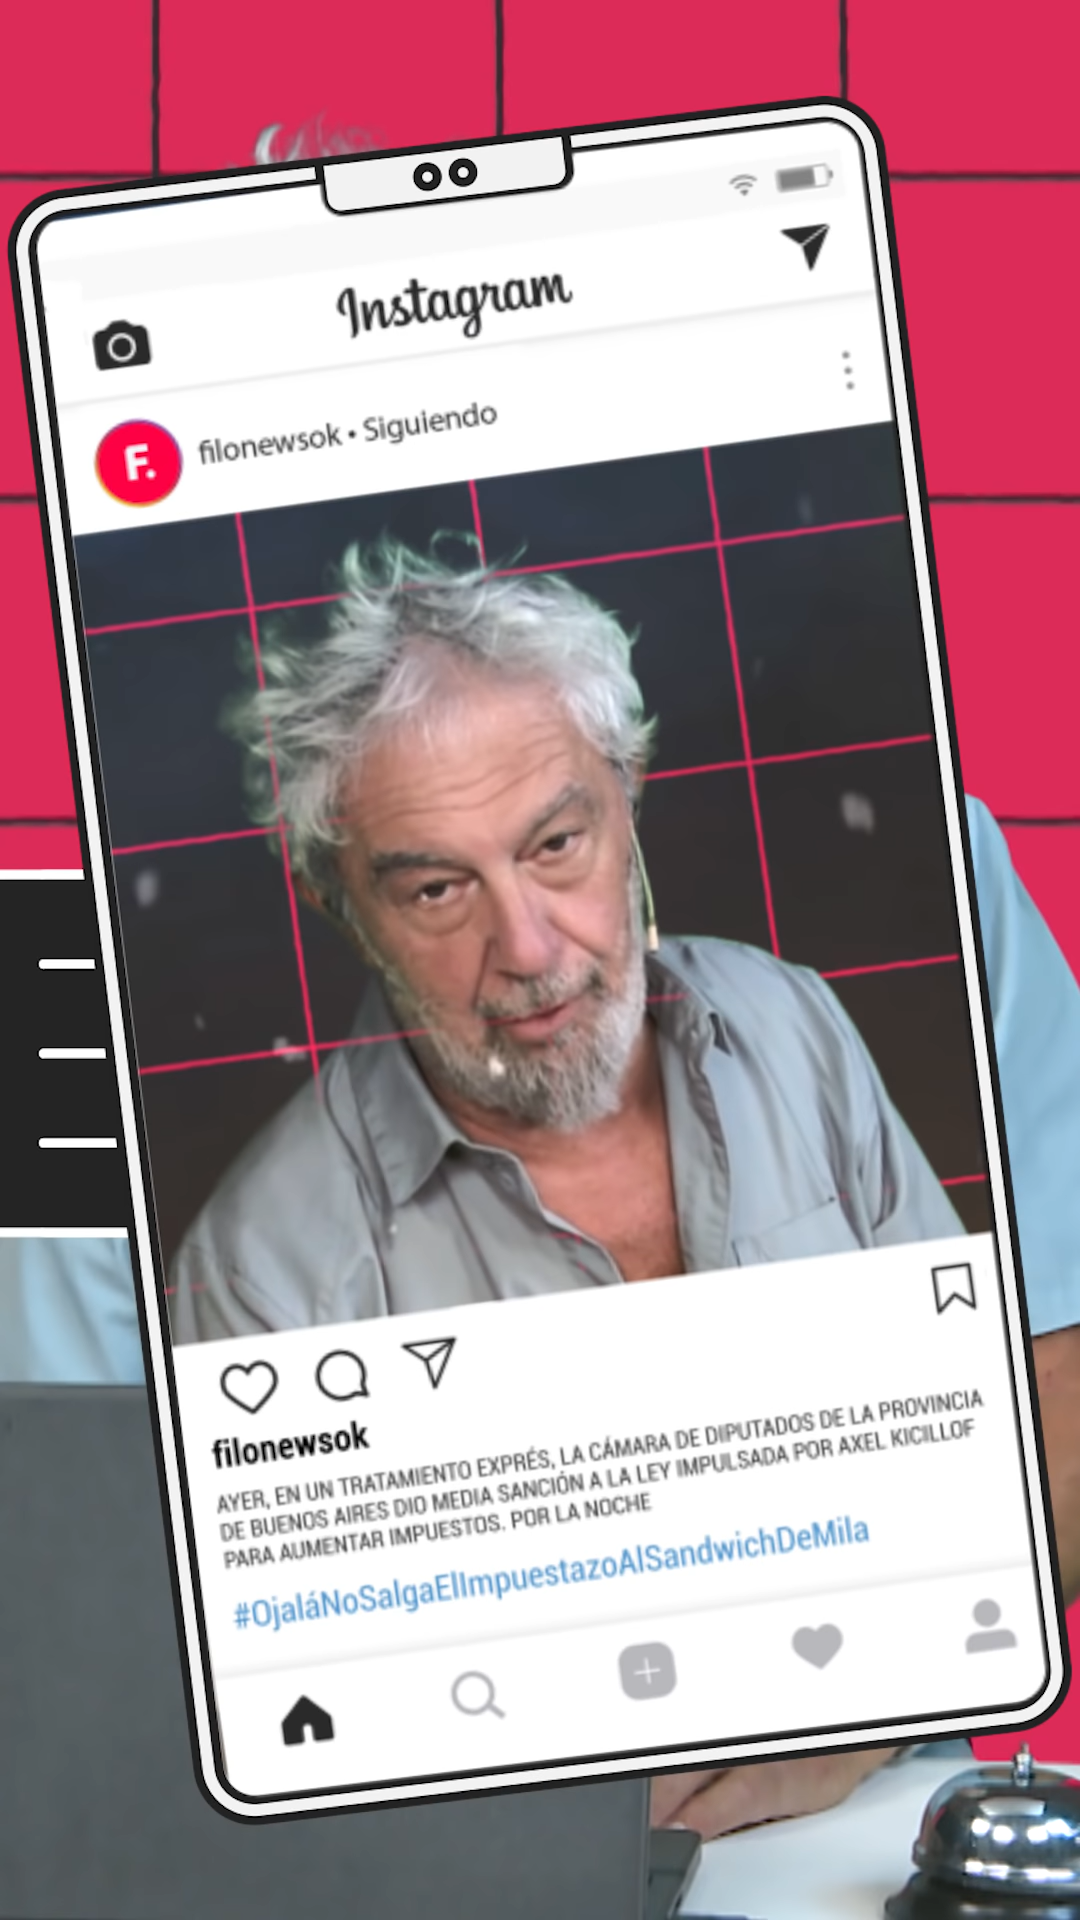 Instagram
F.
filonewsok • Siguiendo
filonewsok
AYER, EN UN TRATAMIENTO EXPRÉS, LA CÁMARA DE DIPUTADOS DE LA PROVINCIA
DE BUENOS AIRES DIO MEDIA SANCIÓN A LA LEY IMPULSADA POR AXEL KICILLOF
PARA AUMENTAR IMPUESTOS. POR LA NOCHE
#OjaláNoSalgaElImpuestazoAlSandwichDeMila